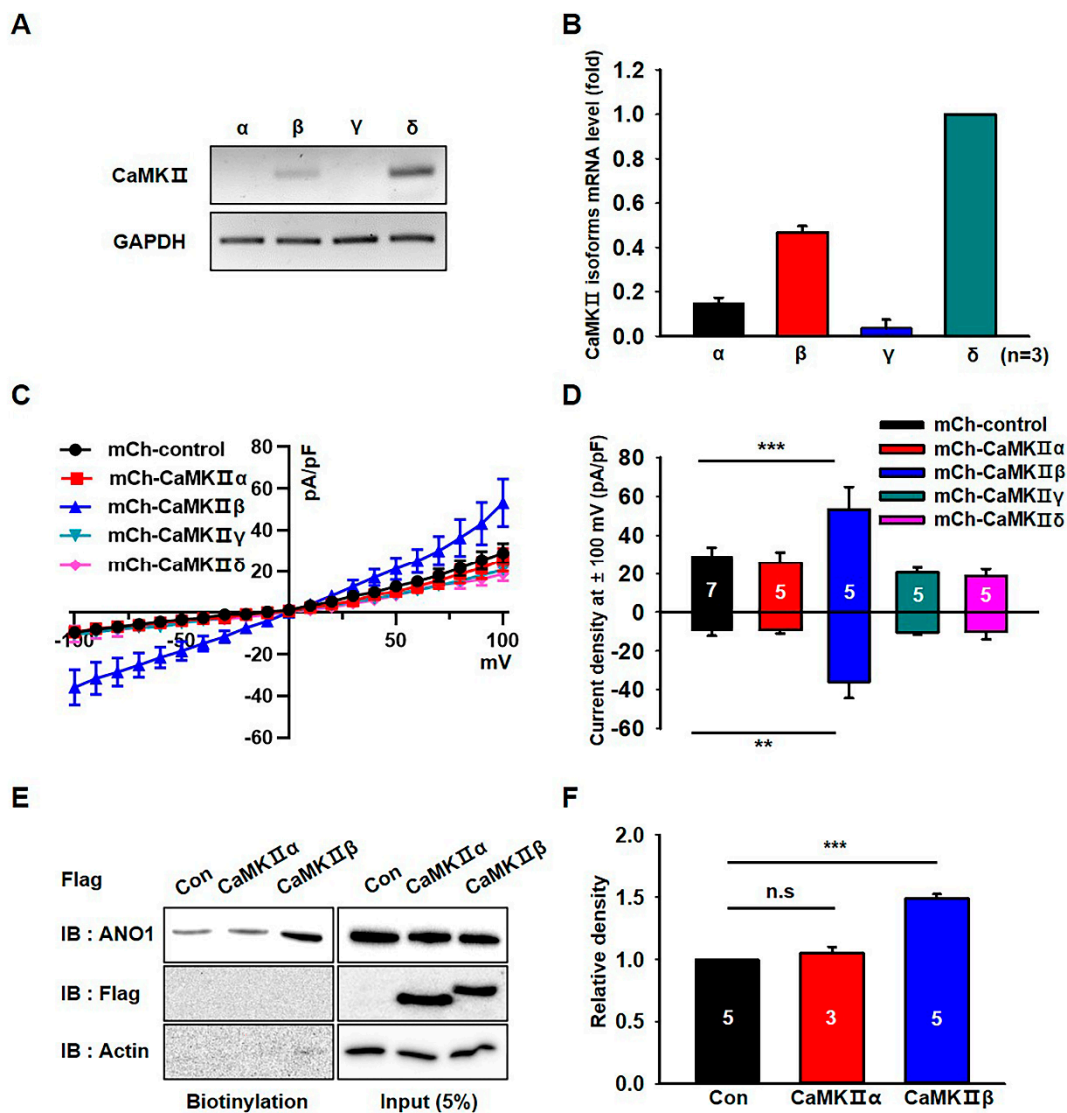 A
α β γ δ
CaMKⅡ
GAPDH
B
CaMKⅡ isoforms mRNA level (fold)
1.2
1.0
0.8
0.6
0.4
0.2
0.0
α β γ δ (n=3)
C
mCh-control
mCh-CaMKⅡα
mCh-CaMKⅡβ
mCh-CaMKⅡγ
mCh-CaMKⅡδ
pA/pF
80
60
40
20
-100 -50 50 100
mV
-20
-40
-60
D
mCh-control
mCh-CaMKⅡα
mCh-CaMKⅡβ
mCh-CaMKⅡγ
mCh-CaMKⅡδ
Current density at ± 100 mV (pA/pF)
80
60
40
20
0
-20
-40
-60
***
7 5 5 5 5
**
E
Flag
Con CaMKⅡα CaMKⅡβ Con CaMKⅡα CaMKⅡβ
IB : ANO1
IB : Flag
IB : Actin
Biotinylation Input (5%)
F
Relative density
2.0
1.5
1.0
0.5
0.0
***
n.s
5 3 5
Con CaMKⅡα CaMKⅡβ